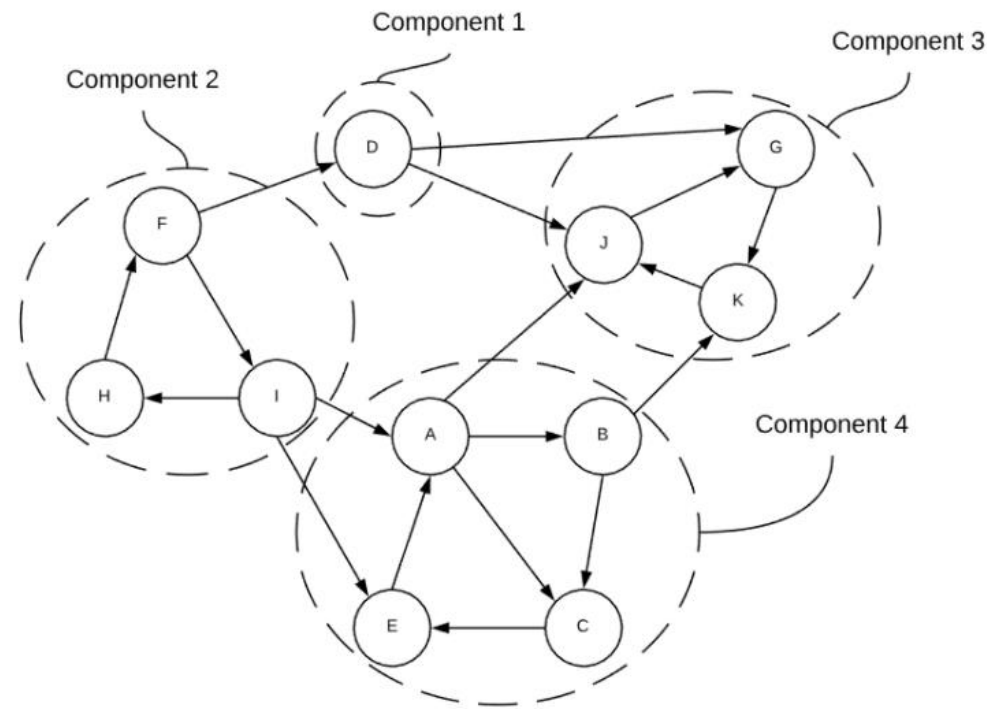 Component 1
Component 3
Component 2
D
G
F
J
K
H
I
A
B
Component 4
E
C